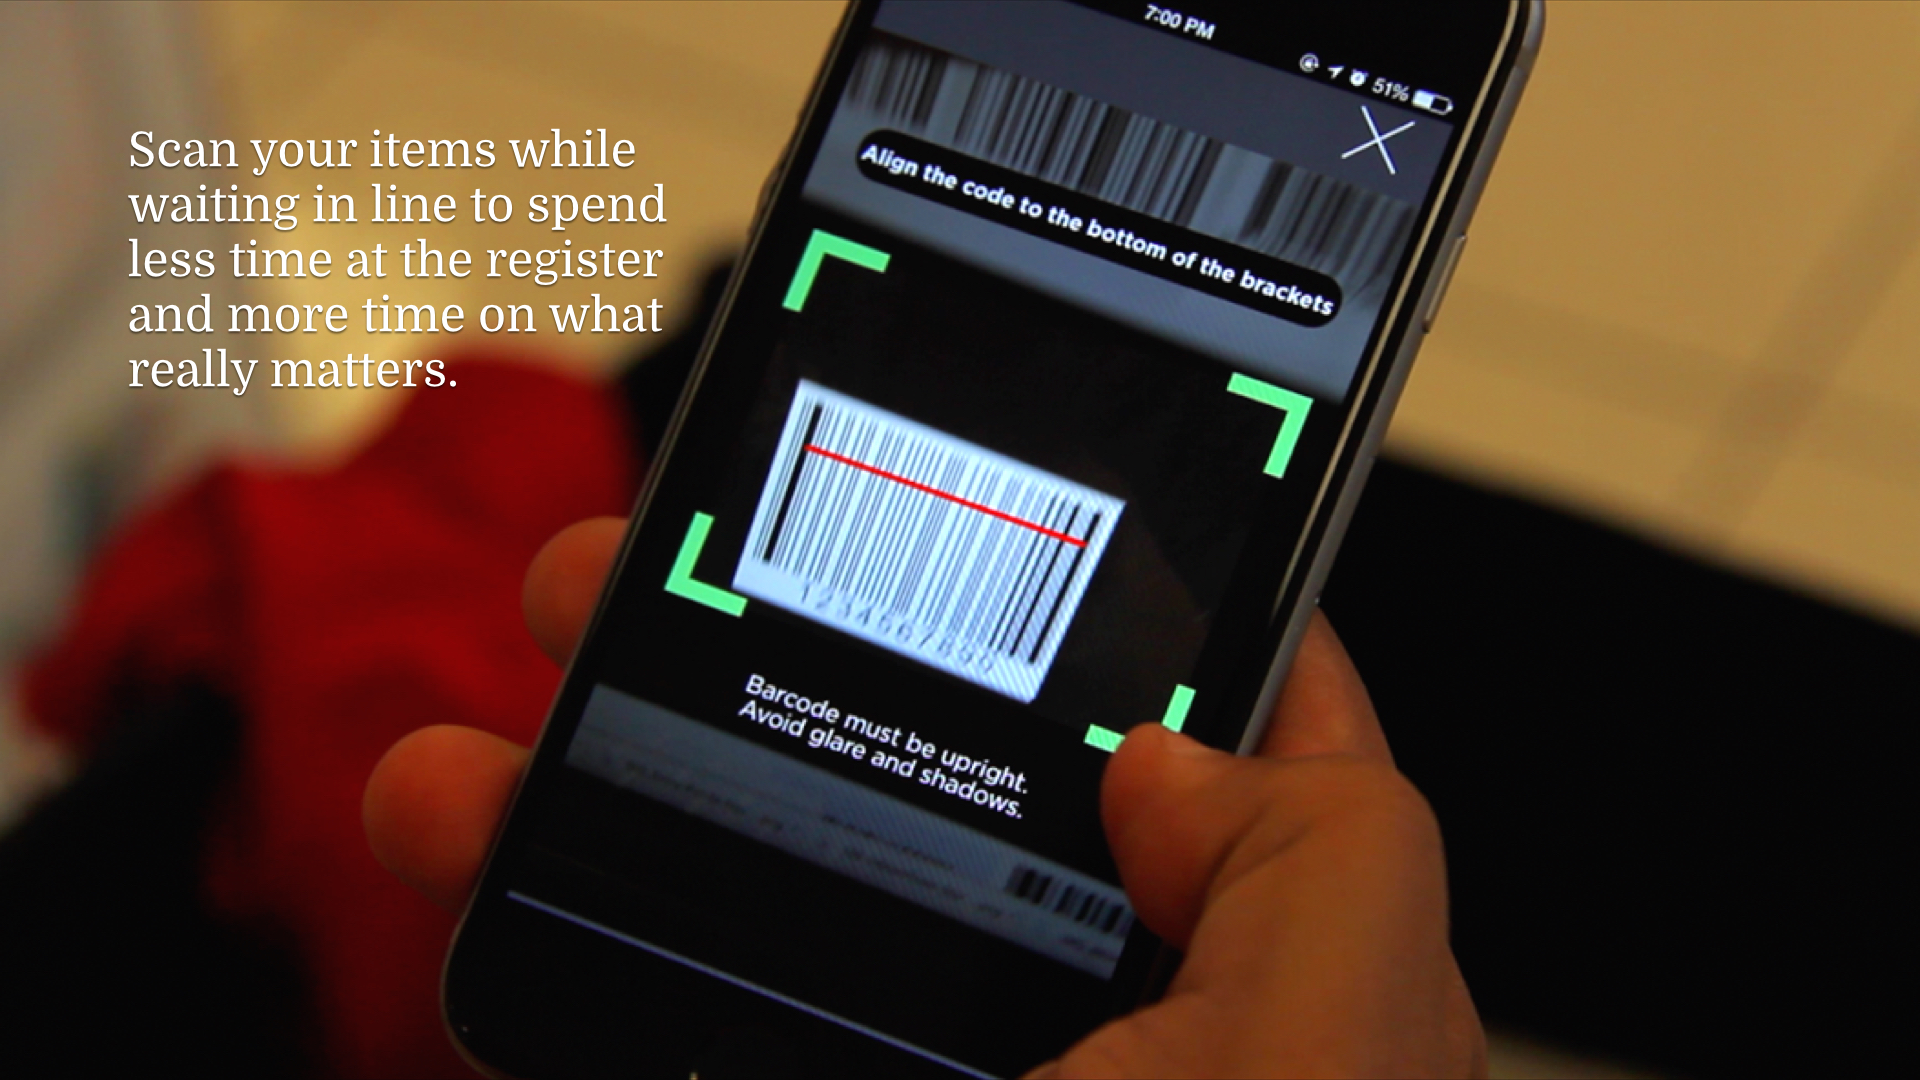 Scan your items while
waiting in line to spend
less time at the register
and more time on what
really matters.
7:00 PM
51%
Align the code to the bottom of the brackets
1234567890
Barcode must be upright.
Avoid glare and shadows.